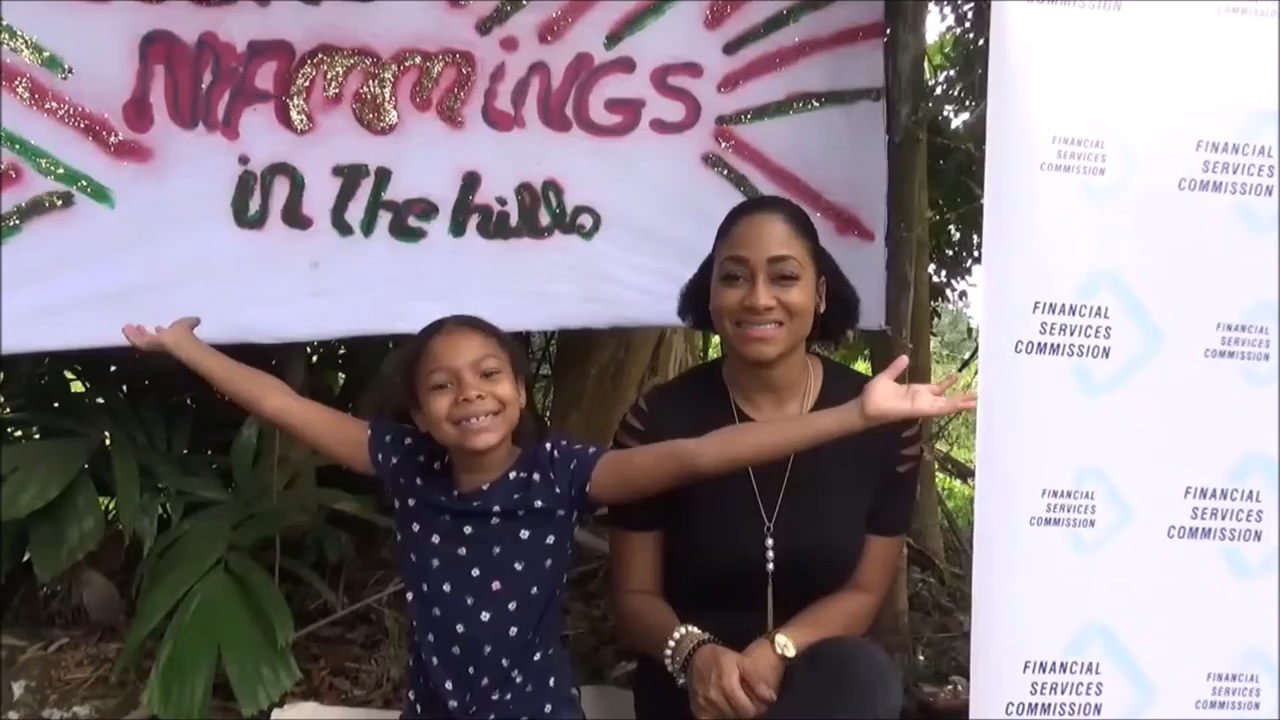 MAMMiNGS
in The hills
COMMISSION
FINANCIAL
SERVICES
COMMISSION
FINANCIAL
SERVICES
COMMISSION
FINANCIAL
SERVICES
COMMISSION
FINANCIAL
SERVICES
COMMISSION
FINANCIAL
SERVICES
COMMISSION
FINANCIAL
SERVICES
COMMISSION
FINANCIAL
SERVICES
COMMISSION
FINANCIAL
SERVICES
COMMISSION